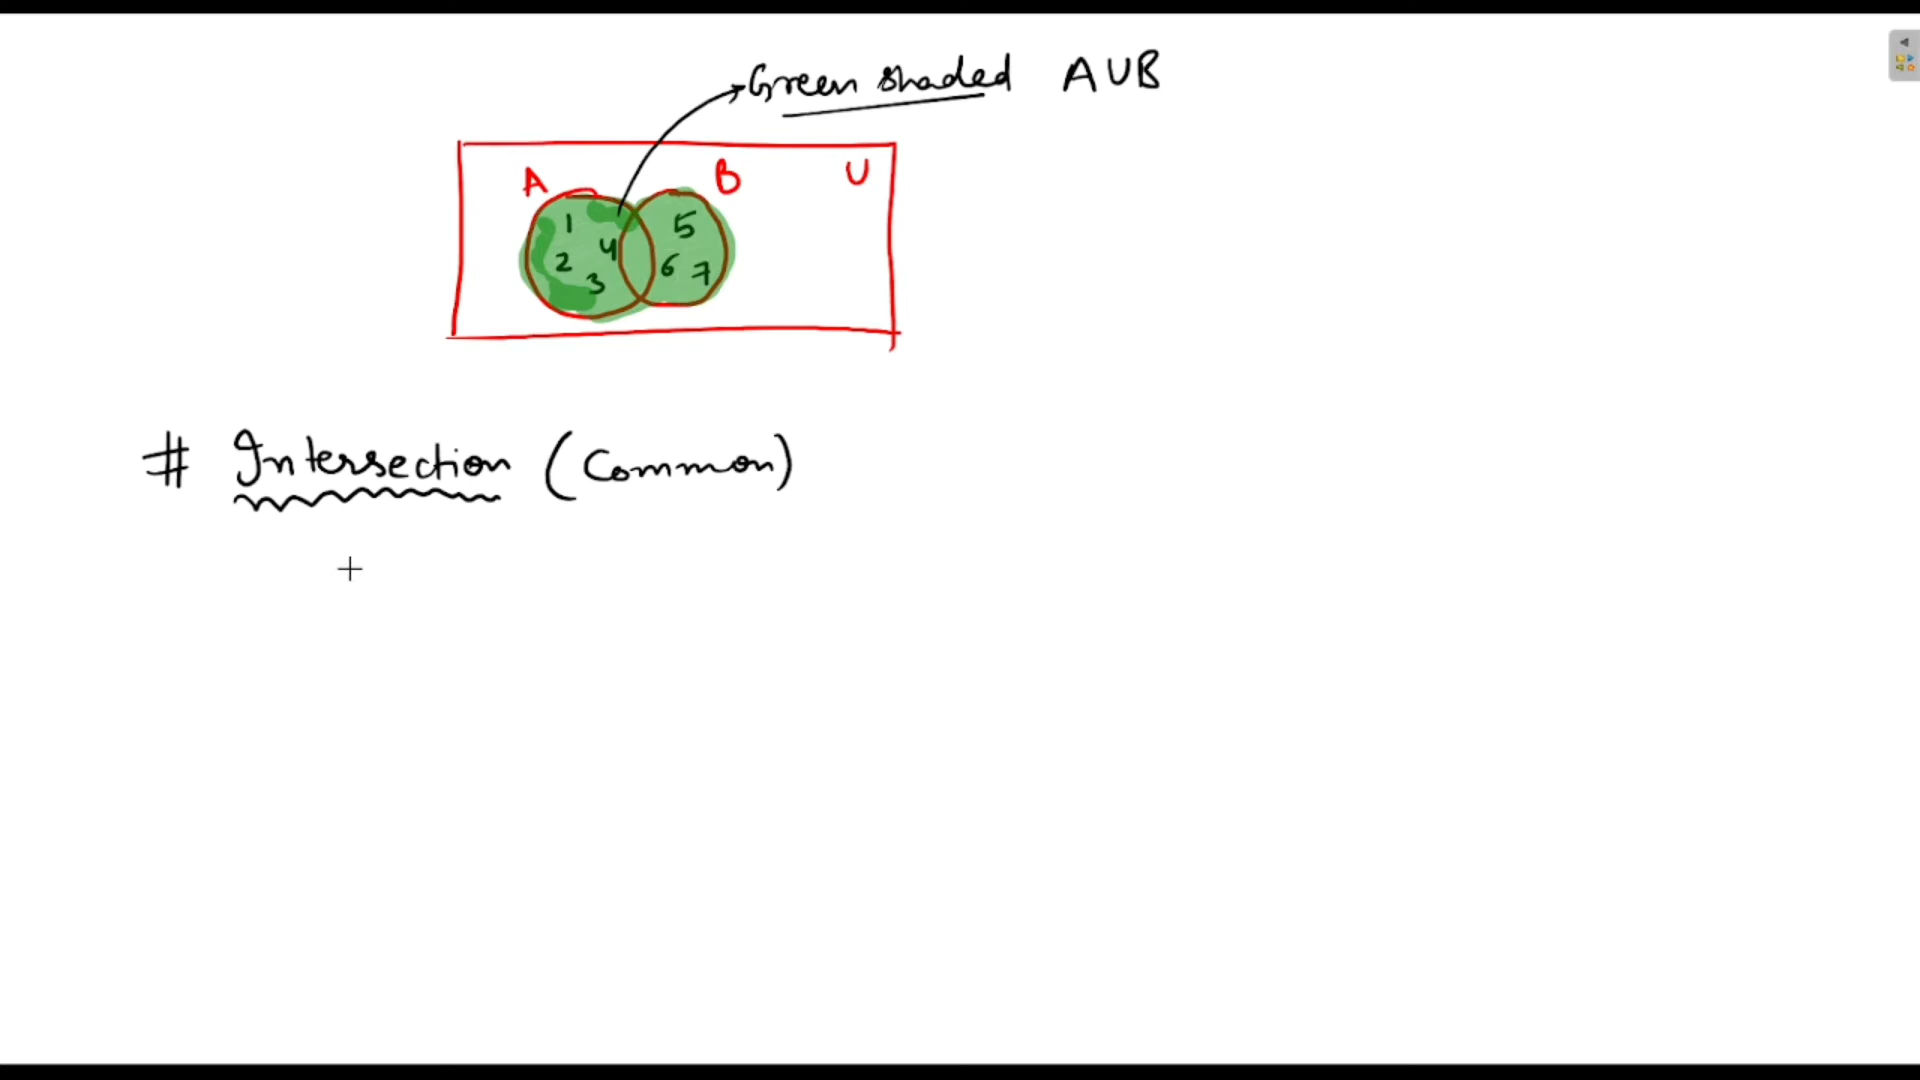 Green shaded A∪B
A B U
1 5
4
2 6 7
3
# Intersection (Common)